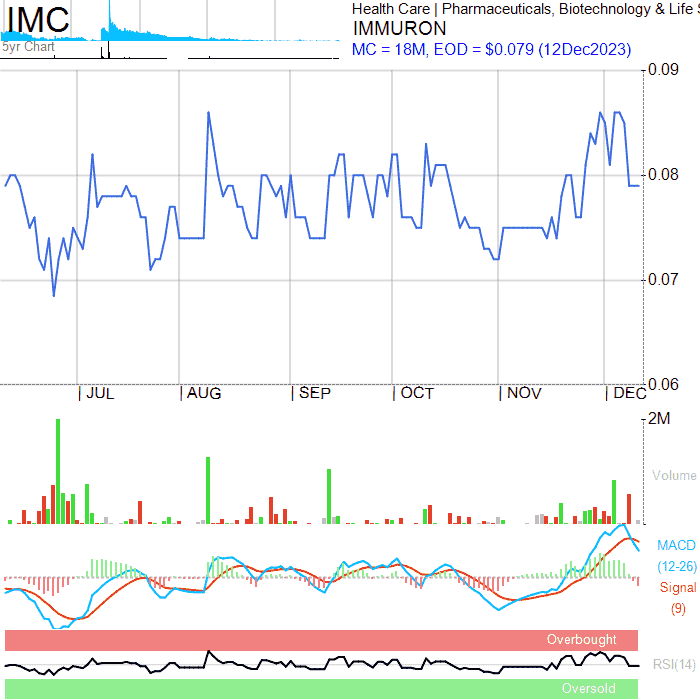 IMC
5yr Chart
Health Care | Pharmaceuticals, Biotechnology & Life S
IMMURON
MC = 18M, EOD = $0.079 (12Dec2023)
0.09
0.08
0.07
0.06
| JUL | AUG | SEP | OCT | NOV | DEC
2M
Volume
MACD
(12-26)
Signal
(9)
Overbought
RSI(14)
Oversold